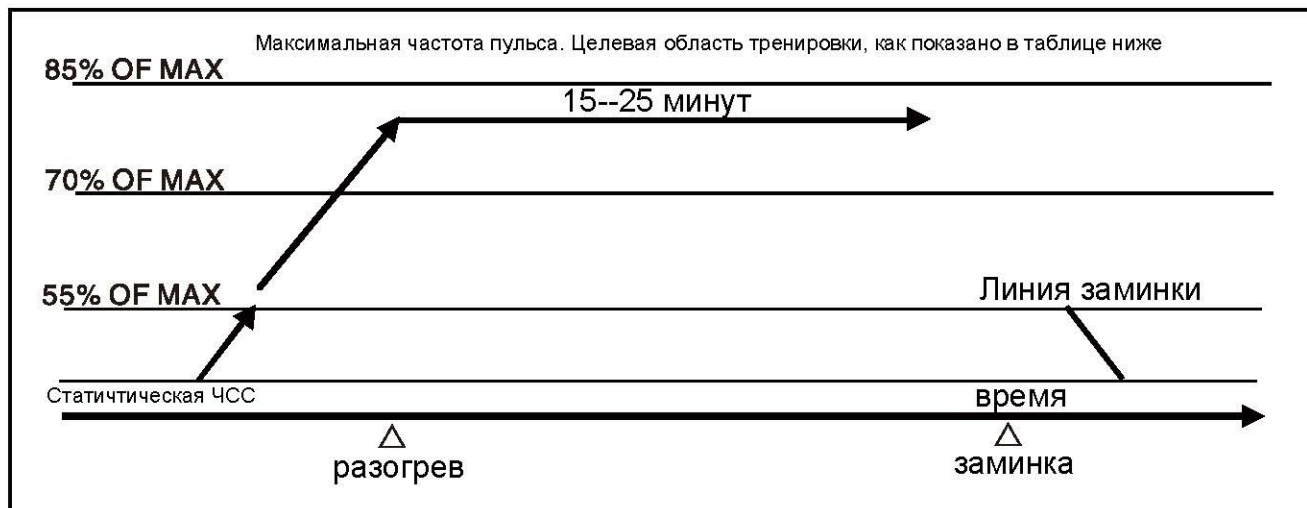 Максимальная частота пульса. Целевая область тренировки, как показано в таблице ниже
85% OF MAX
15--25 минут
70% OF MAX
55% OF MAX
Линия заминки
Статичтическая ЧСС
время
разогрев
заминка